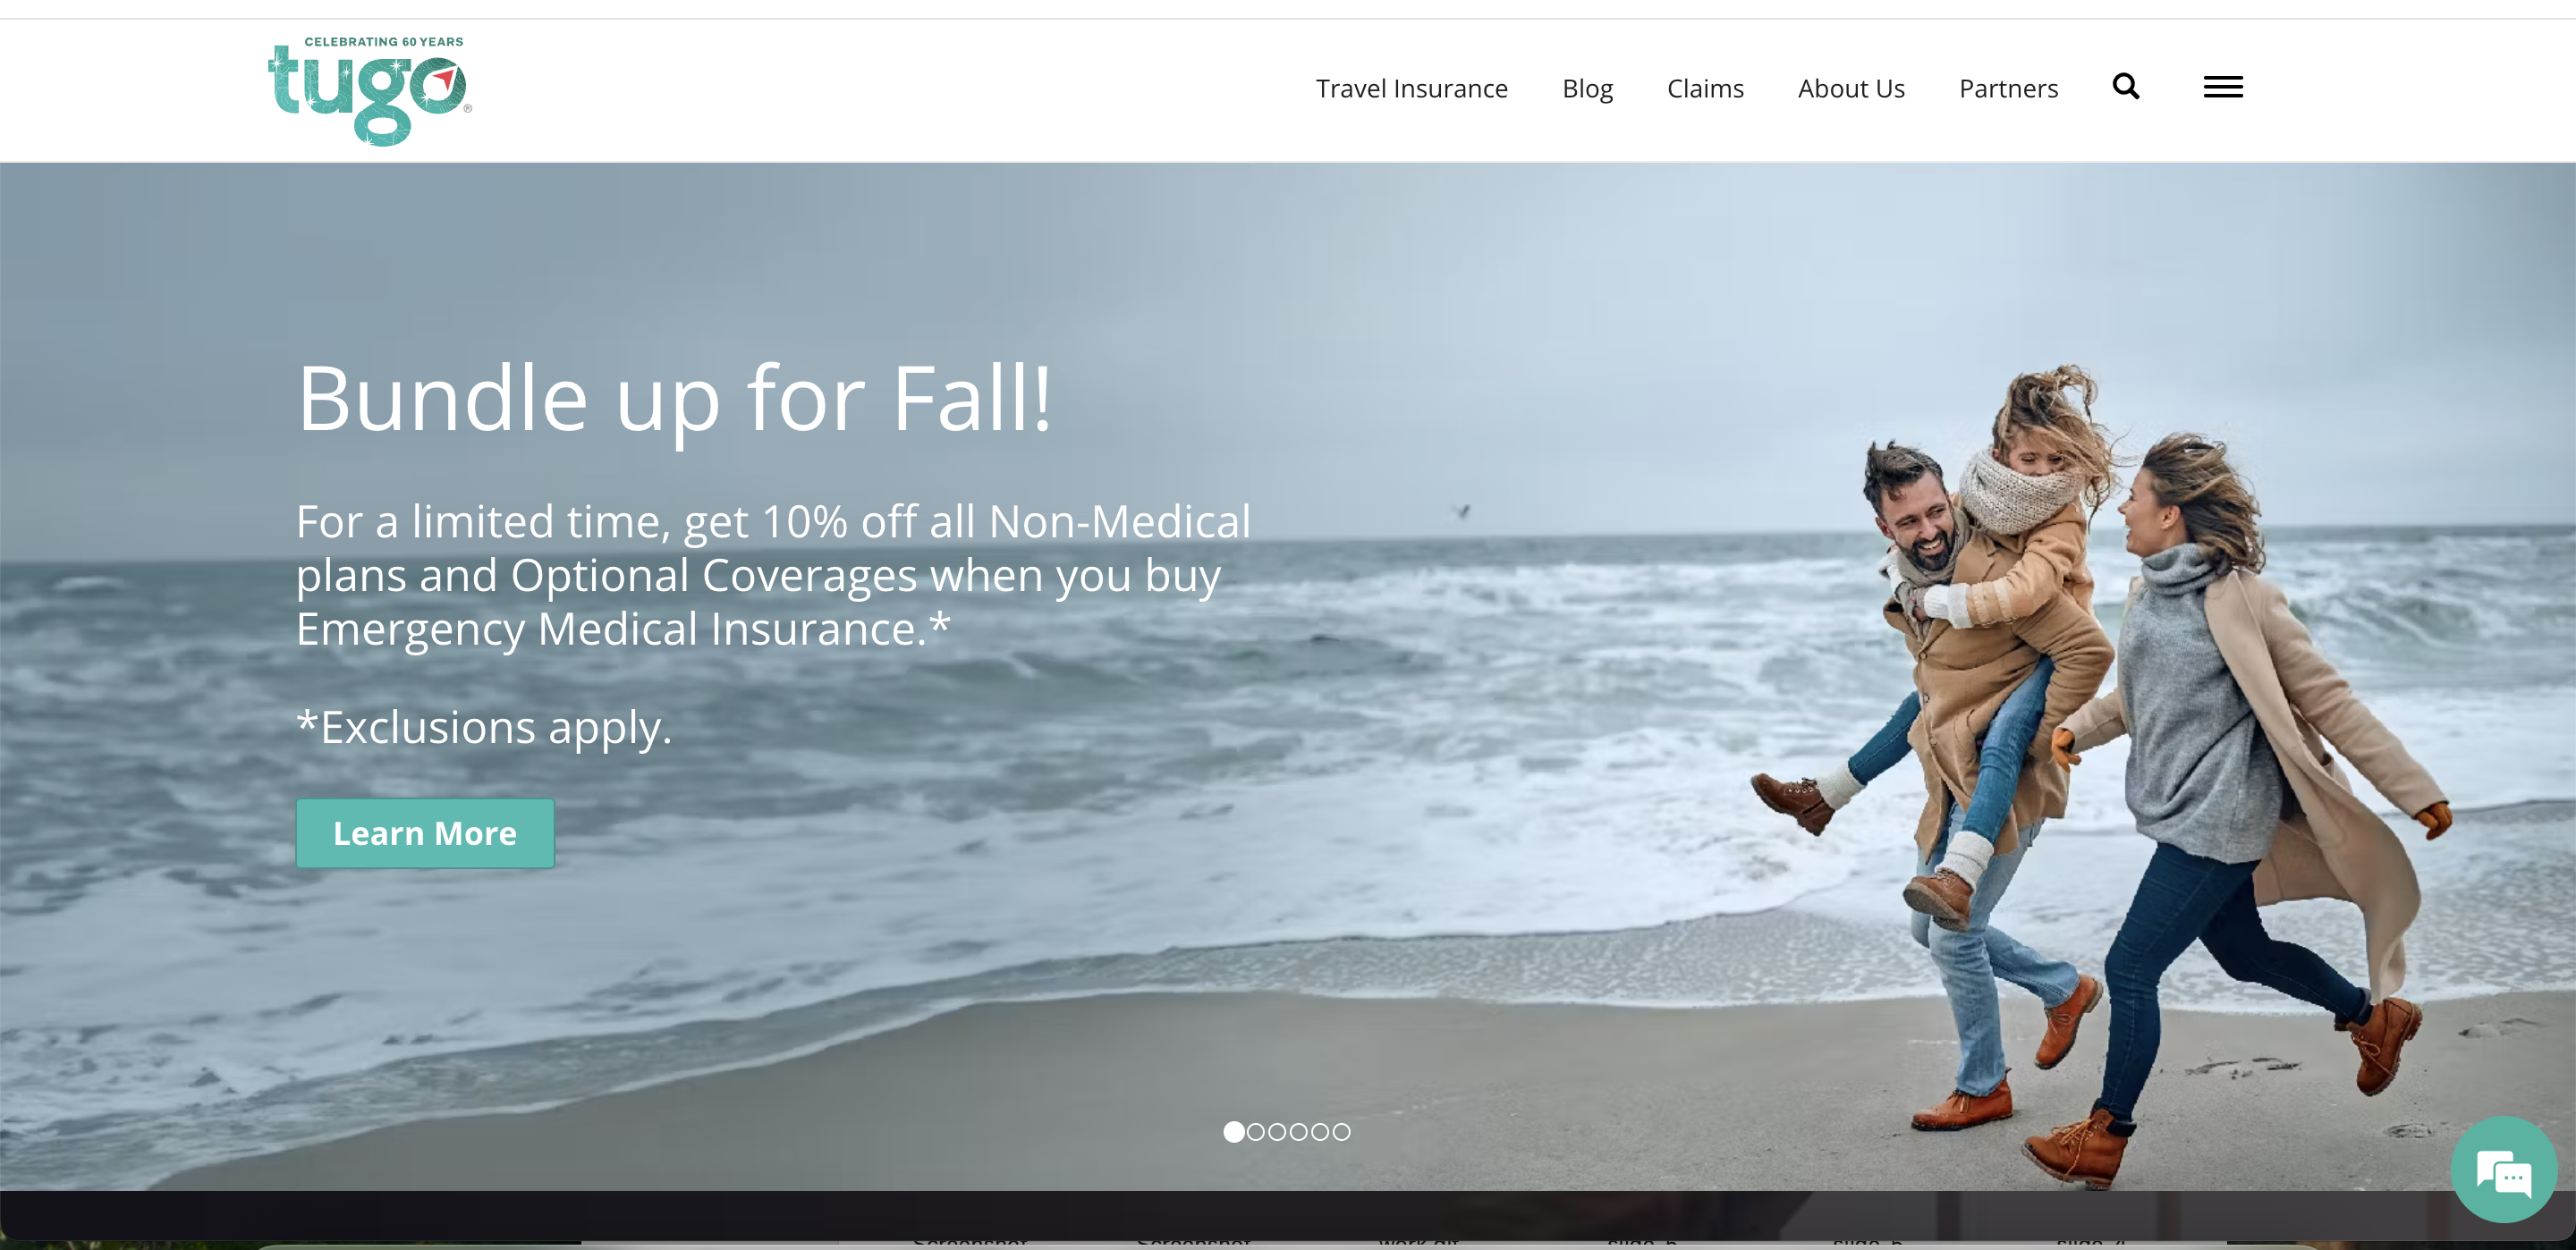 CELEBRATING 60 YEARS
tugo®
Travel Insurance
Blog
Claims
About Us
Partners
Bundle up for Fall!
For a limited time, get 10% off all Non-Medical
plans and Optional Coverages when you buy
Emergency Medical Insurance.*
*Exclusions apply.
Learn More